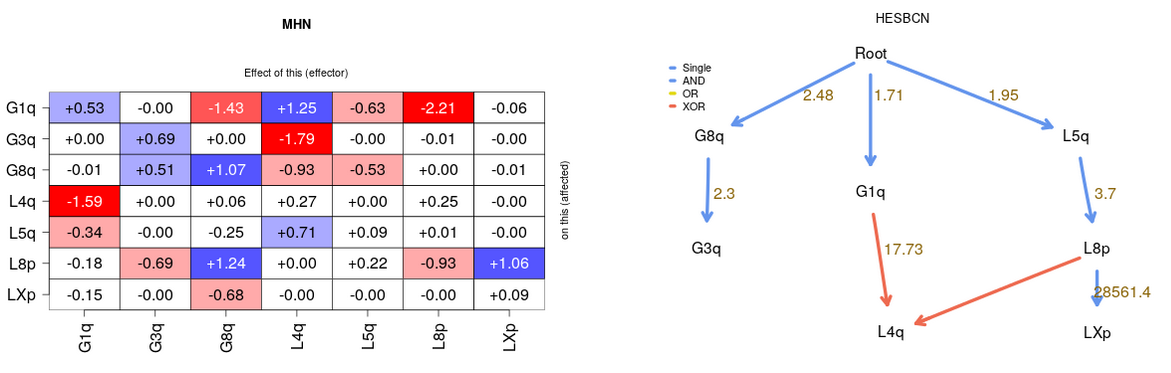 MHN
Effect of this (effector)
G1q +0.53 -0.00 -1.43 +1.25 -0.63 -2.21 -0.06
G3q +0.00 +0.69 +0.00 -1.79 -0.00 -0.01 -0.00
G8q -0.01 +0.51 +1.07 -0.93 -0.53 +0.00 -0.01
L4q -1.59 +0.00 +0.06 +0.27 +0.00 +0.25 -0.00
L5q -0.34 -0.00 -0.25 +0.71 +0.09 +0.01 -0.00
L8p -0.18 -0.69 +1.24 +0.00 +0.22 -0.93 +1.06
LXp -0.15 -0.00 -0.68 -0.00 -0.00 -0.00 +0.09
G1q G3q G8q L4q L5q L8p LXp
on this (affected)
HESBCN
Single
AND
OR
XOR
Root
2.48 1.71 1.95
G8q L5q
G1q
2.3 3.7
G3q L8p
17.73
28561.4
L4q LXp